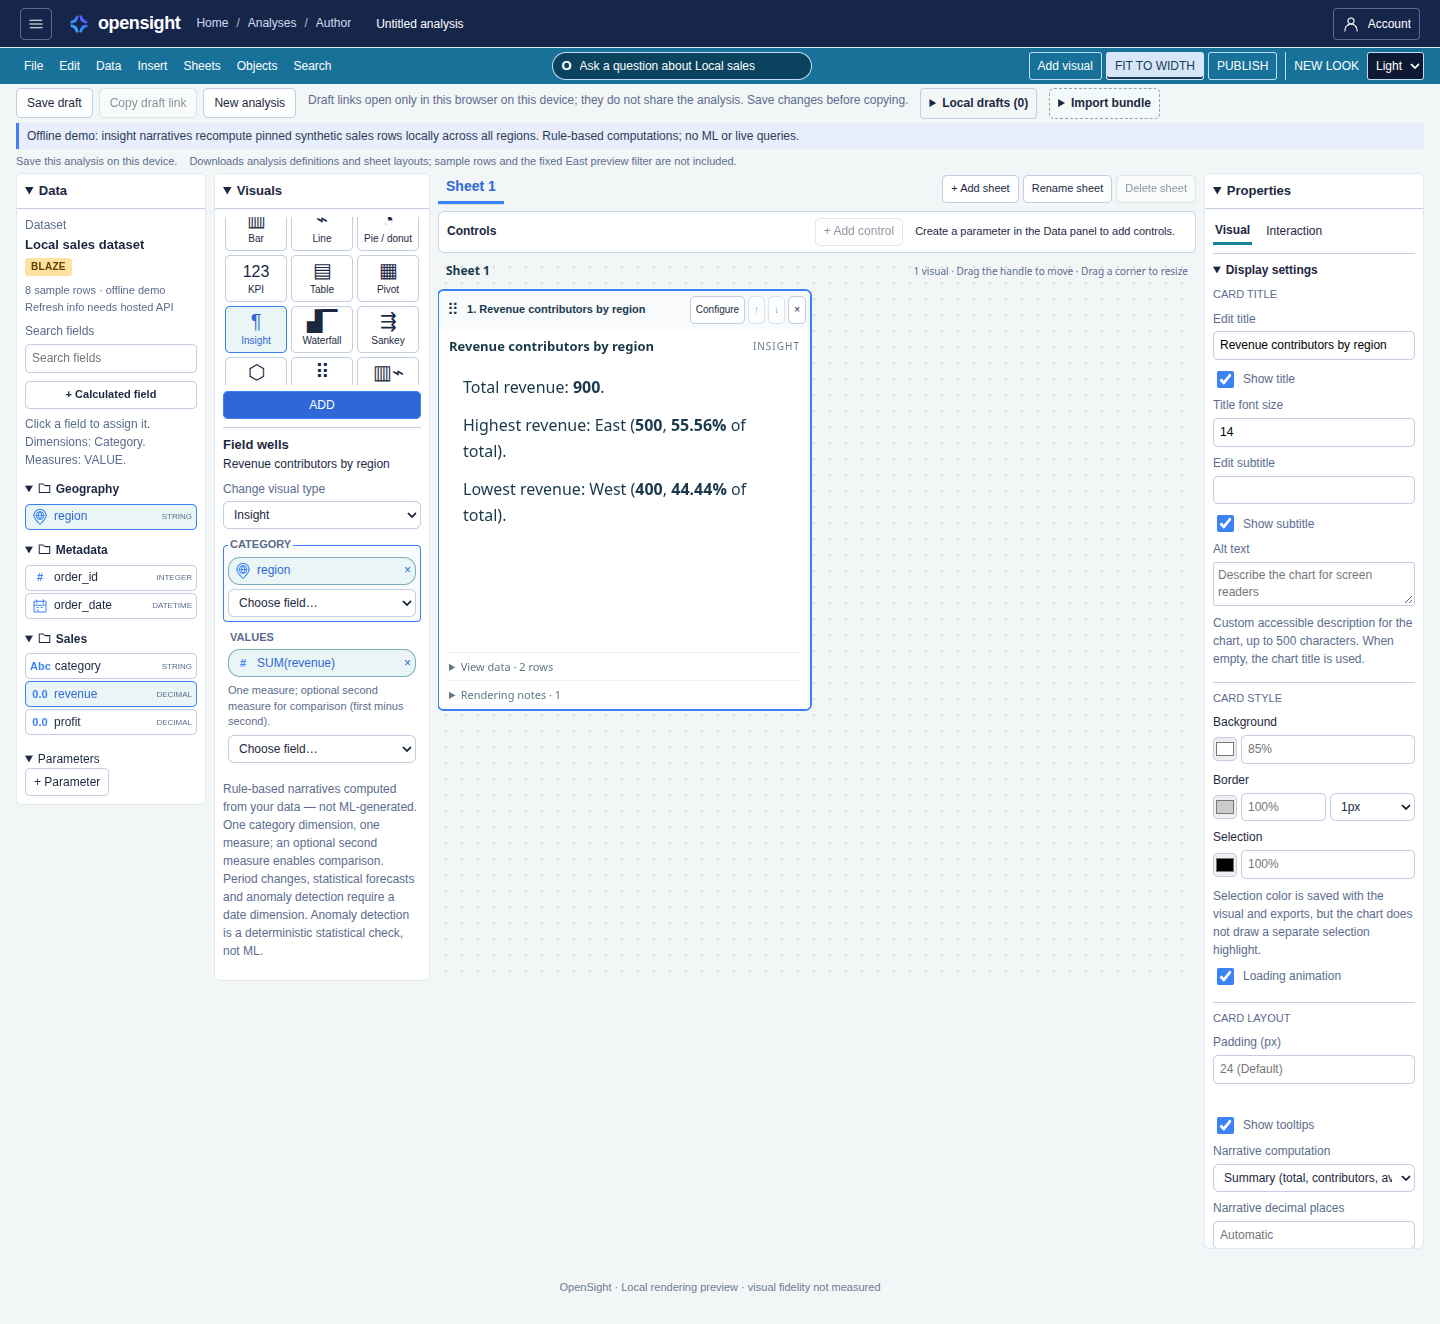 opensight Home / Analyses / Author Untitled analysis Account
File Edit Data Insert Sheets Objects Search O Ask a question about Local sales Add visual FIT TO WIDTH PUBLISH NEW LOOK Light
Save draft Copy draft link New analysis Draft links open only in this browser on this device; they do not share the analysis. Save changes before copying. Local drafts (0) Import bundle
Offline demo: insight narratives recompute pinned synthetic sales rows locally across all regions. Rule-based computations; no ML or live queries.
Save this analysis on this device. Downloads analysis definitions and sheet layouts; sample rows and the fixed East preview filter are not included.
Data
Dataset
Local sales dataset
BLAZE
8 sample rows · offline demo
Refresh info needs hosted API
Search fields
Search fields
+ Calculated field
Click a field to assign it.
Dimensions: Category.
Measures: VALUE.
Geography
region STRING
Metadata
# order_id INTEGER
order_date DATETIME
Sales
Abc category STRING
0.0 revenue DECIMAL
0.0 profit DECIMAL
Parameters
+ Parameter
Visuals
Bar Line Pie / donut
123
KPI Table Pivot
¶
Insight Waterfall Sankey
ADD
Field wells
Revenue contributors by region
Change visual type
Insight
CATEGORY
region ×
Choose field…
VALUES
# SUM(revenue) ×
One measure; optional second
measure for comparison (first minus
second).
Choose field…
Rule-based narratives computed
from your data — not ML-generated.
One category dimension, one
measure; an optional second
measure enables comparison.
Period changes, statistical forecasts
and anomaly detection require a
date dimension. Anomaly detection
is a deterministic statistical check,
not ML.
Sheet 1 + Add sheet Rename sheet Delete sheet
Controls + Add control Create a parameter in the Data panel to add controls.
Sheet 1 1 visual · Drag the handle to move · Drag a corner to resize
1. Revenue contributors by region Configure ↑ ↓ ×
Revenue contributors by region INSIGHT
Total revenue: 900.
Highest revenue: East (500, 55.56% of
total).
Lowest revenue: West (400, 44.44% of
total).
View data · 2 rows
Rendering notes · 1
Properties
Visual Interaction
Display settings
CARD TITLE
Edit title
Revenue contributors by region
Show title
Title font size
14
Edit subtitle
Show subtitle
Alt text
Describe the chart for screen
readers
Custom accessible description for the
chart, up to 500 characters. When
empty, the chart title is used.
CARD STYLE
Background
85%
Border
100% 1px
Selection
100%
Selection color is saved with the
visual and exports, but the chart does
not draw a separate selection
highlight.
Loading animation
CARD LAYOUT
Padding (px)
24 (Default)
Show tooltips
Narrative computation
Summary (total, contributors, av
Narrative decimal places
Automatic
OpenSight · Local rendering preview · visual fidelity not measured